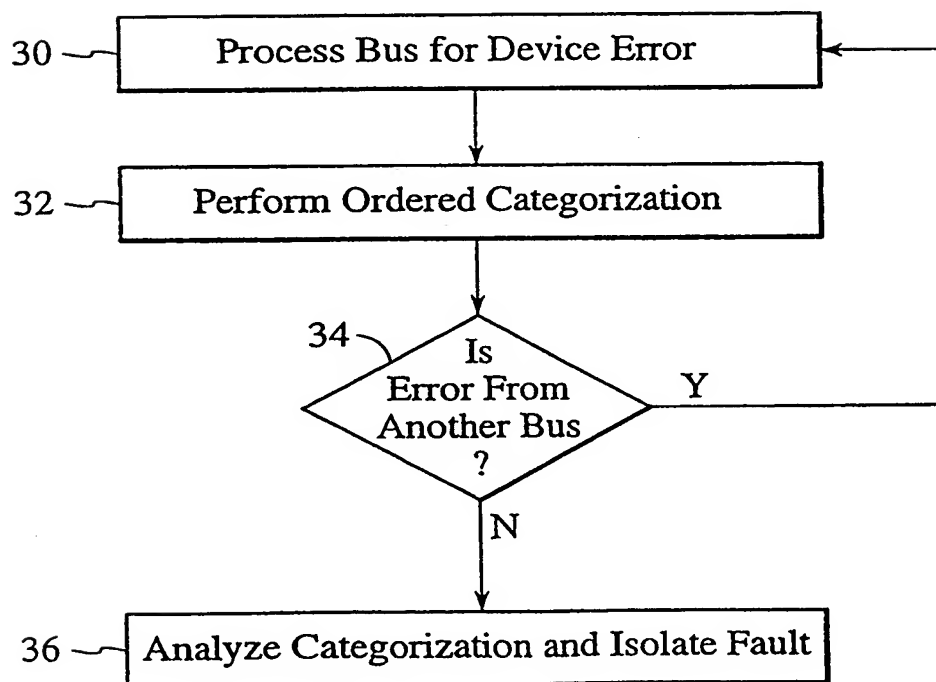 30
Process Bus for Device Error
32
Perform Ordered Categorization
34
Is
Error From
Another Bus
?
Y
N
36
Analyze Categorization and Isolate Fault